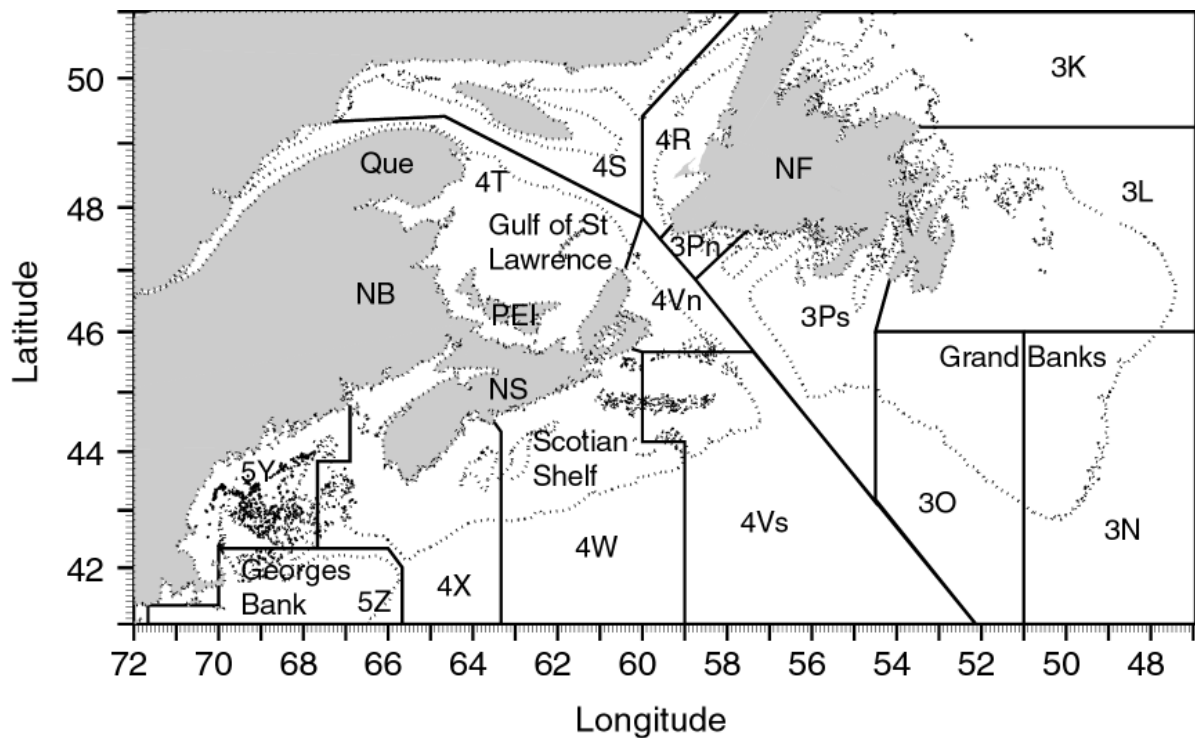 50
48
46
44
42
Latitude
3K
4R
Que
4S
NF
4T
3L
Gulf of St
Lawrence
3Pn
NB
4Vn
PEI
3Ps
Grand Banks
NS
Scotian
Shelf
5Y
3O
4Vs
3N
4W
Georges
Bank
5Z
4X
72 70 68 66 64 62 60 58 56 54 52 50 48
Longitude